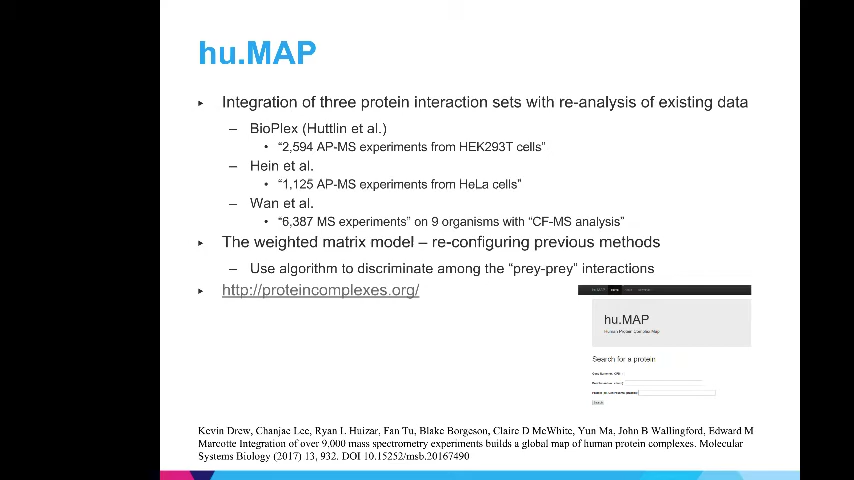 hu.MAP
▸ Integration of three protein interaction sets with re-analysis of existing data
– BioPlex (Huttlin et al.)
• “2,594 AP-MS experiments from HEK293T cells”
– Hein et al.
• “1,125 AP-MS experiments from HeLa cells”
– Wan et al.
• “6,387 MS experiments” on 9 organisms with “CF-MS analysis”
▸ The weighted matrix model – re-configuring previous methods
– Use algorithm to discriminate among the “prey-prey” interactions
▸ http://proteincomplexes.org/
hu.MAP
hu.MAP
Human Protein Complex Map
Search for a protein
Kevin Drew, Chanjae Lee, Ryan L Huizar, Fan Tu, Blake Borgeson, Claire D McWhite, Yun Ma, John B Wallingford, Edward M
Marcotte Integration of over 9,000 mass spectrometry experiments builds a global map of human protein complexes. Molecular
Systems Biology (2017) 13, 932. DOI 10.15252/msb.20167490